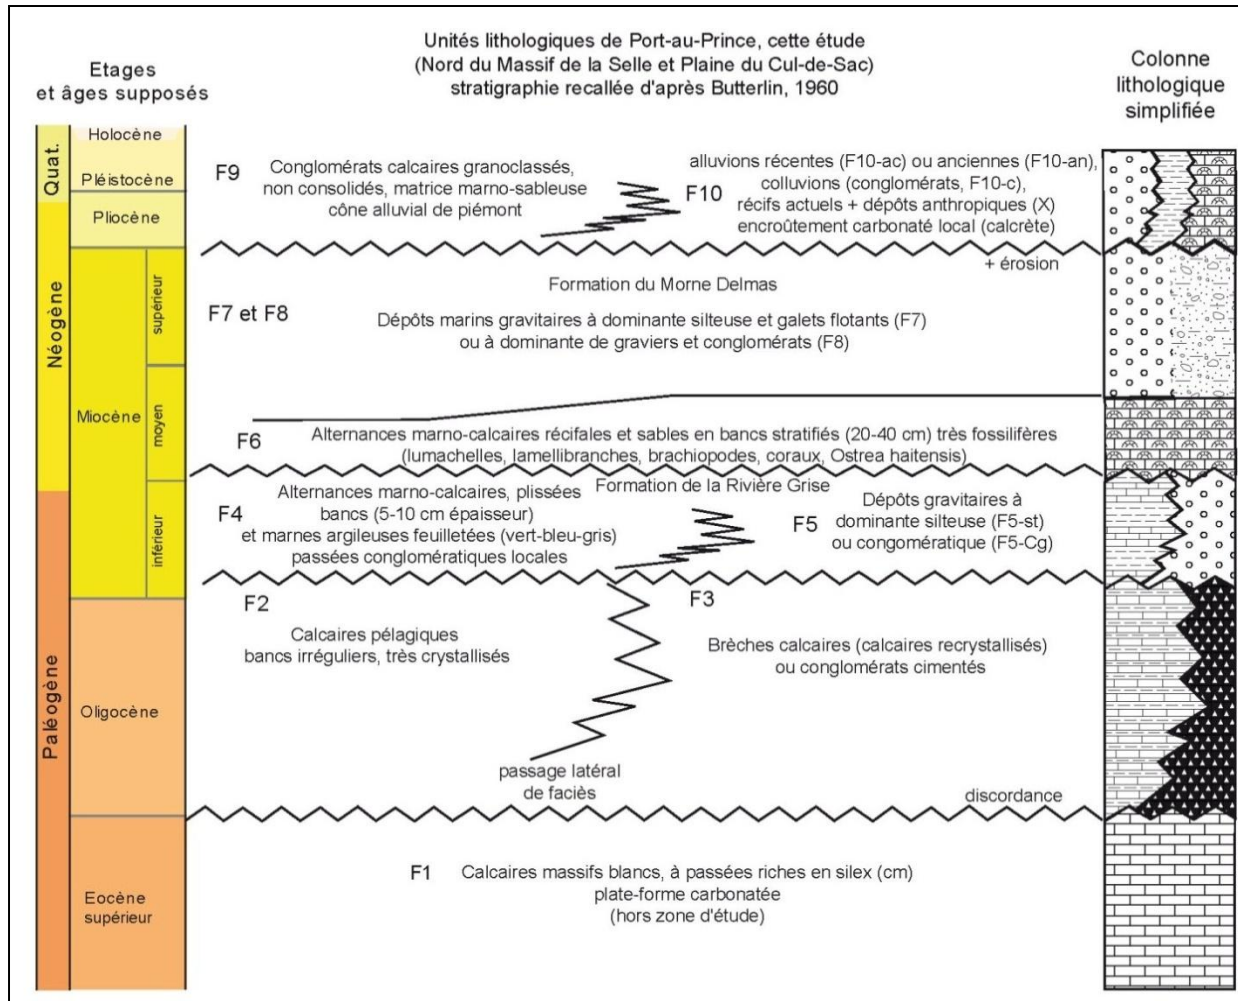 Unités lithologiques de Port-au-Prince, cette étude
(Nord du Massif de la Selle et Plaine du Cul-de-Sac)
stratigraphie recallée d'après Butterlin, 1960
Etages
et âges supposés
Colonne
lithologique
simplifiée
Quat.
Néogène
Paléogène
Holocène
Pléistocène
Pliocène
Miocène
supérieur
moyen
inférieur
Oligocène
Eocène
supérieur
F9
Conglomérats calcaires granoclassés,
non consolidés, matrice marno-sableuse
cône alluvial de piémont
F10
alluvions récentes (F10-ac) ou anciennes (F10-an),
colluvions (conglomérats, F10-c),
récifs actuels + dépôts anthropiques (X)
encroûtement carbonaté local (calcrète)
+ érosion
Formation du Morne Delmas
F7 et F8
Dépôts marins gravitaires à dominante silteuse et galets flotants (F7)
ou à dominante de graviers et conglomérats (F8)
F6
Alternances marno-calcaires récifales et sables en bancs stratifiés (20-40 cm) très fossilifères
(lumachelles, lamellibranches, brachiopodes, coraux, Ostrea haitensis)
Formation de la Rivière Grise
F4
Alternances marno-calcaires, plissées
bancs (5-10 cm épaisseur)
et marnes argileuses feuilletées (vert-bleu-gris)
passées conglomératiques locales
F5
Dépôts gravitaires à
dominante silteuse (F5-st)
ou congomératique (F5-Cg)
F2
Calcaires pélagiques
bancs irréguliers, très crystallisés
F3
Brèches calcaires (calcaires recrystallisés)
ou conglomérats cimentés
passage latéral
de faciès
discordance
F1
Calcaires massifs blancs, à passées riches en silex (cm)
plate-forme carbonatée
(hors zone d'étude)